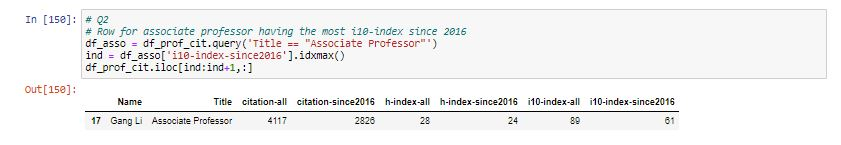 In [150]: # Q2
# Row for associate professor having the most i10-index since 2016
df_asso = df_prof_cit.query('Title == "Associate Professor"')
ind = df_asso['i10-index-since2016'].idxmax()
df_prof_cit.iloc[ind:ind+1,:]
Out[150]:
Name Title citation-all citation-since2016 h-index-all h-index-since2016 i10-index-all i10-index-since2016
17 Gang Li Associate Professor 4117 2826 28 24 89 61